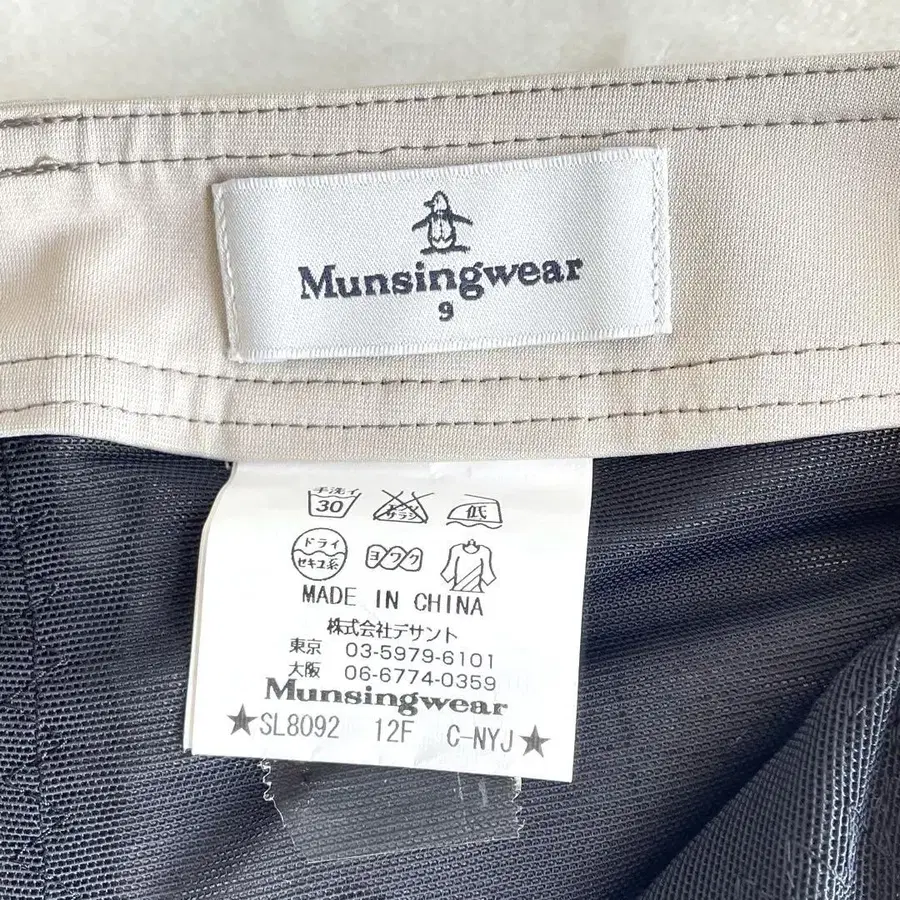 Munsingwear
9
手洗イ
30
低
ドライ
セキユ系
ヨワク
MADE IN CHINA
株式会社デサント
東京 03-5979-6101
大阪 06-6774-0359
Munsingwear
★SL8092 12F C-NYJ★